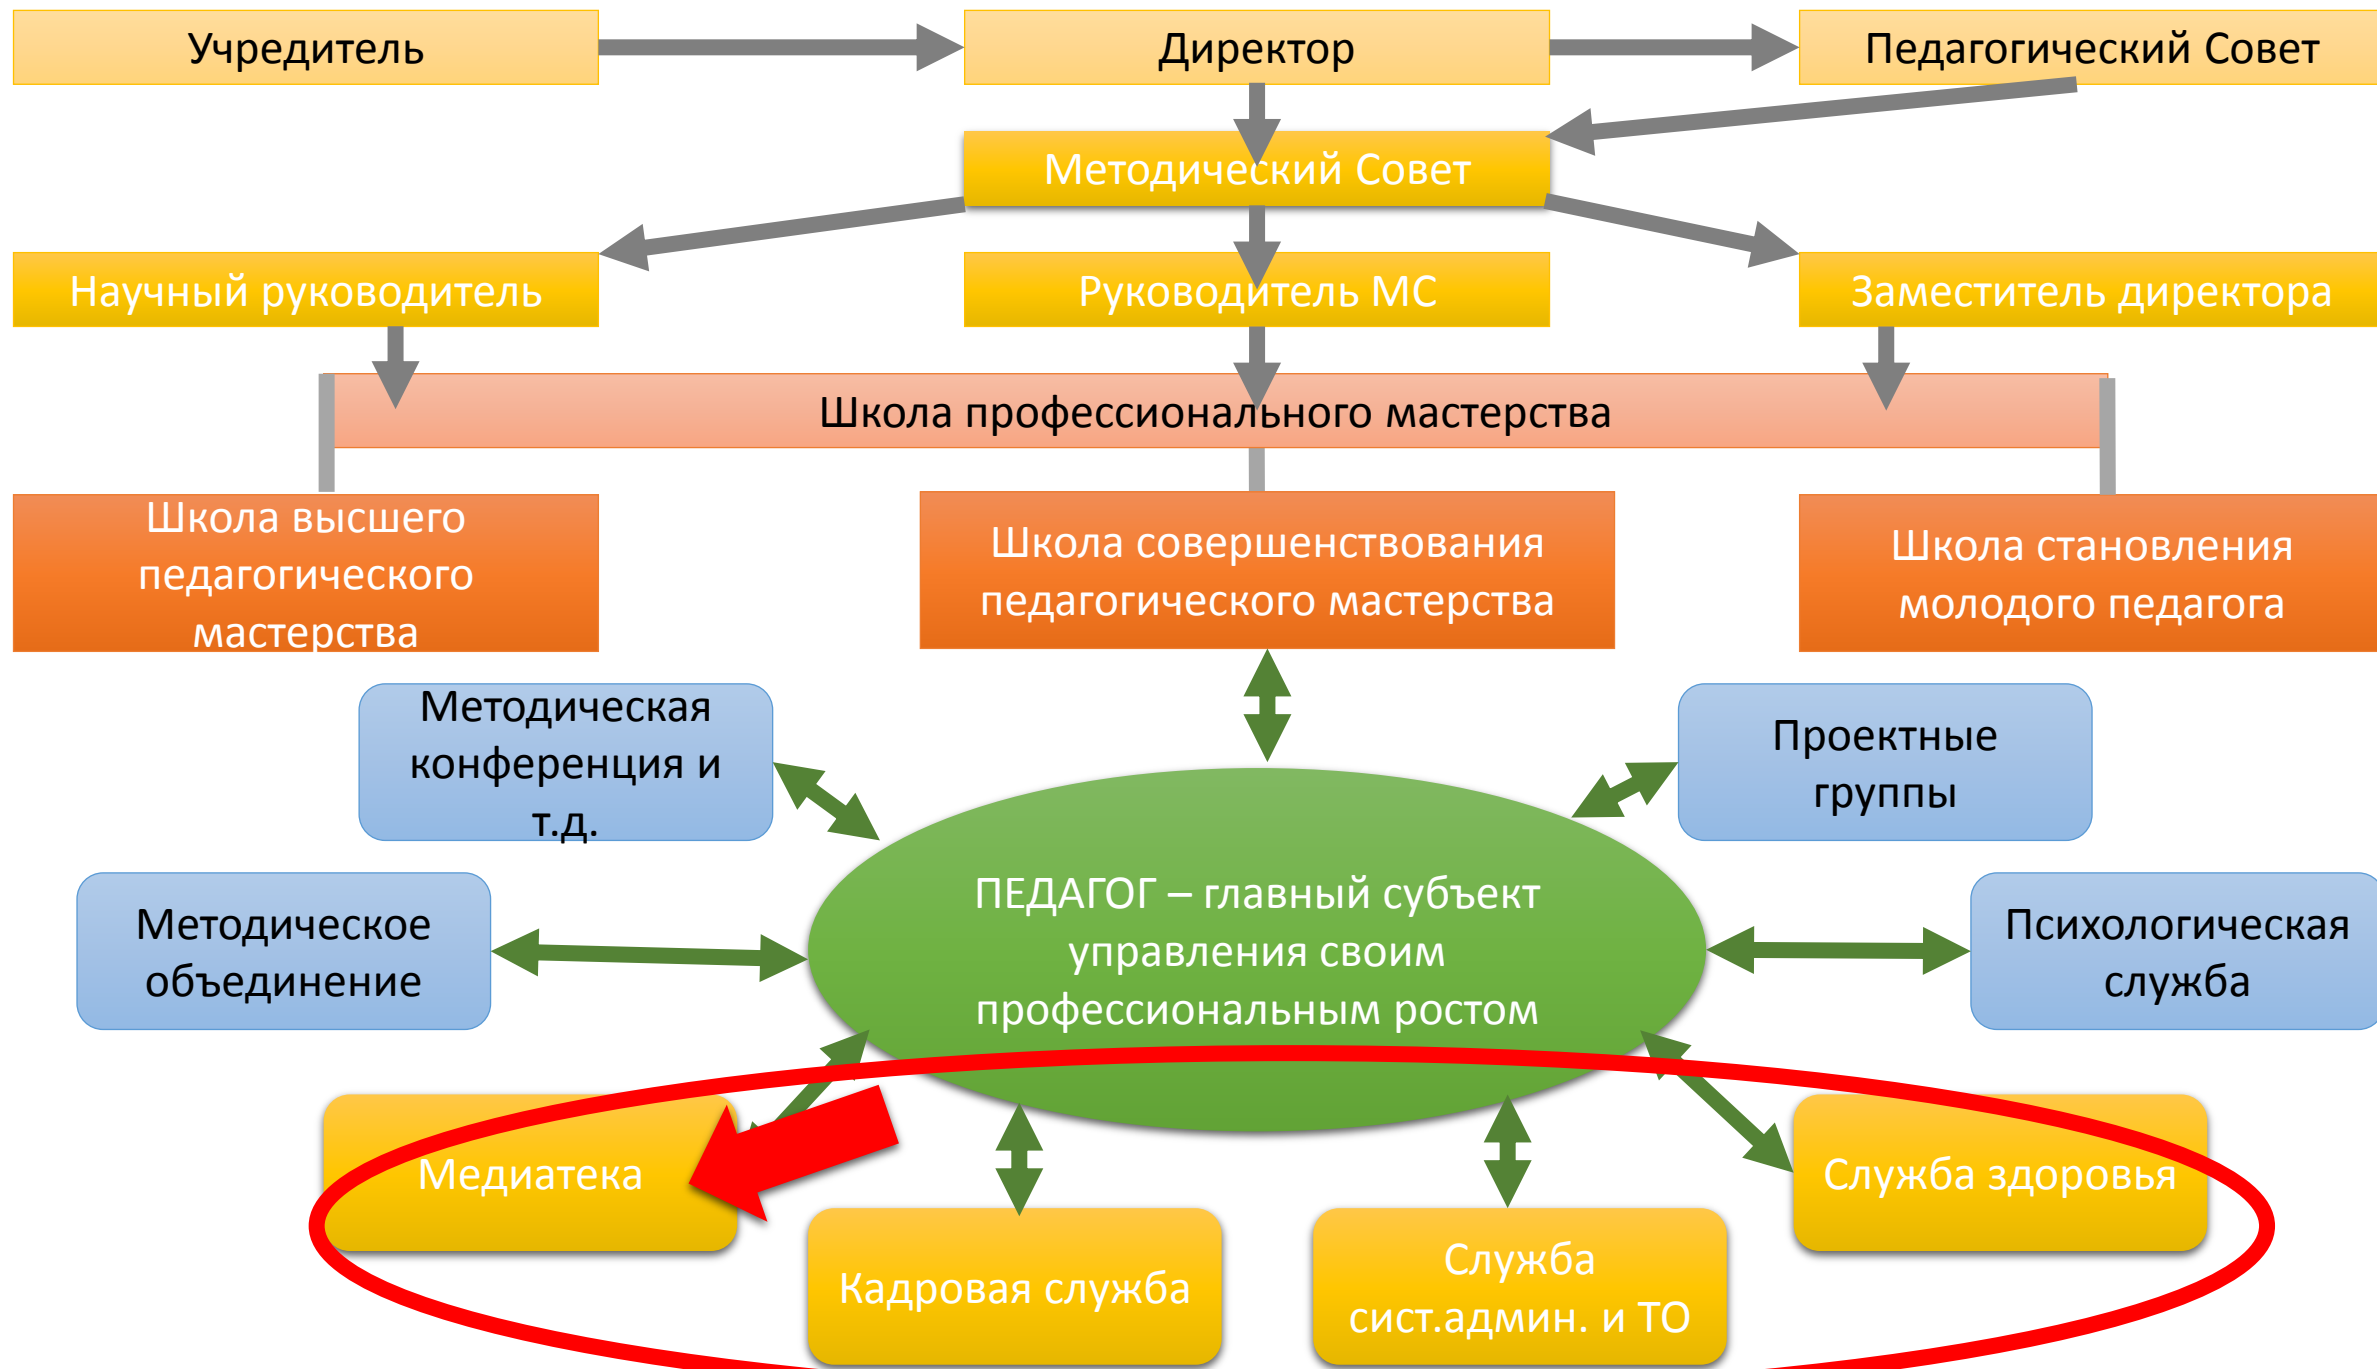 Учредитель
Директор
Педагогический Совет
Методический Совет
Научный руководитель
Руководитель МС
Заместитель директора
Школа профессионального мастерства
Школа высшего
педагогического
мастерства
Школа совершенствования
педагогического мастерства
Школа становления
молодого педагога
Методическая
конференция и
т.д.
Проектные
группы
Методическое
объединение
ПЕДАГОГ – главный субъект
управления своим
профессиональным ростом
Психологическая
служба
Медиатека
Кадровая служба
Служба
сист.админ. и ТО
Служба здоровья